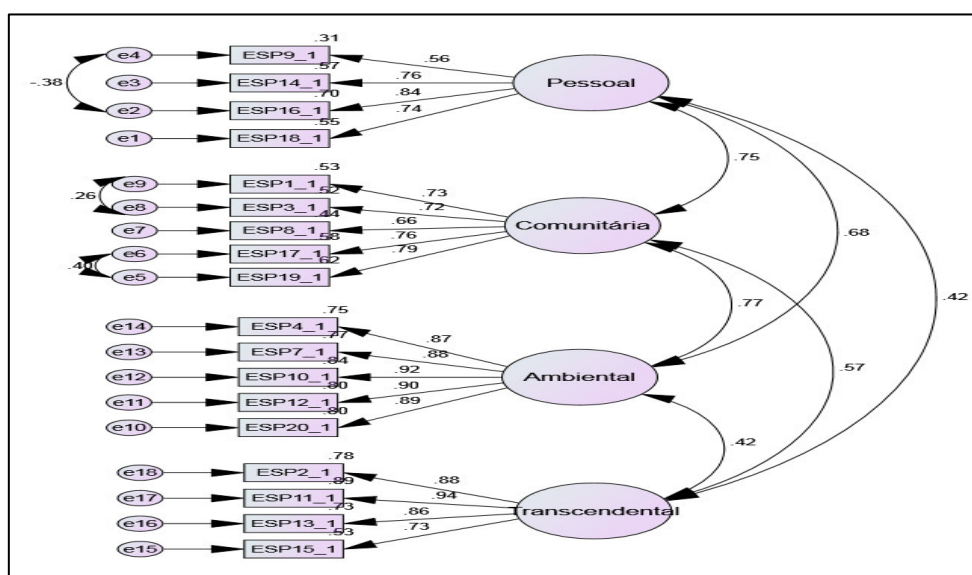 .31
e4 ESP9_1 .56
.57
e3 ESP14_1 .76 Pessoal
-.38
.70
e2 ESP16_1 .84
.74
.55
e1 ESP18_1
.75
.53
e9 ESP1_1 .73
.26
.52
e8 ESP3_1 .72
.44
e7 ESP8_1 .66 Comunitária
.58
e6 ESP17_1 .76
.40
.62
e5 ESP19_1 .79
.68
.77
.42
.75
e14 ESP4_1 .87
.77
e13 ESP7_1 .88
.84
e12 ESP10_1 .92 Ambiental
.57
.80
e11 ESP12_1 .90
.80
e10 ESP20_1 .89
.42
.78
e18 ESP2_1 .88
.89
e17 ESP11_1 .94
.73
e16 ESP13_1 .86 Transcendental
.53
e15 ESP15_1 .73